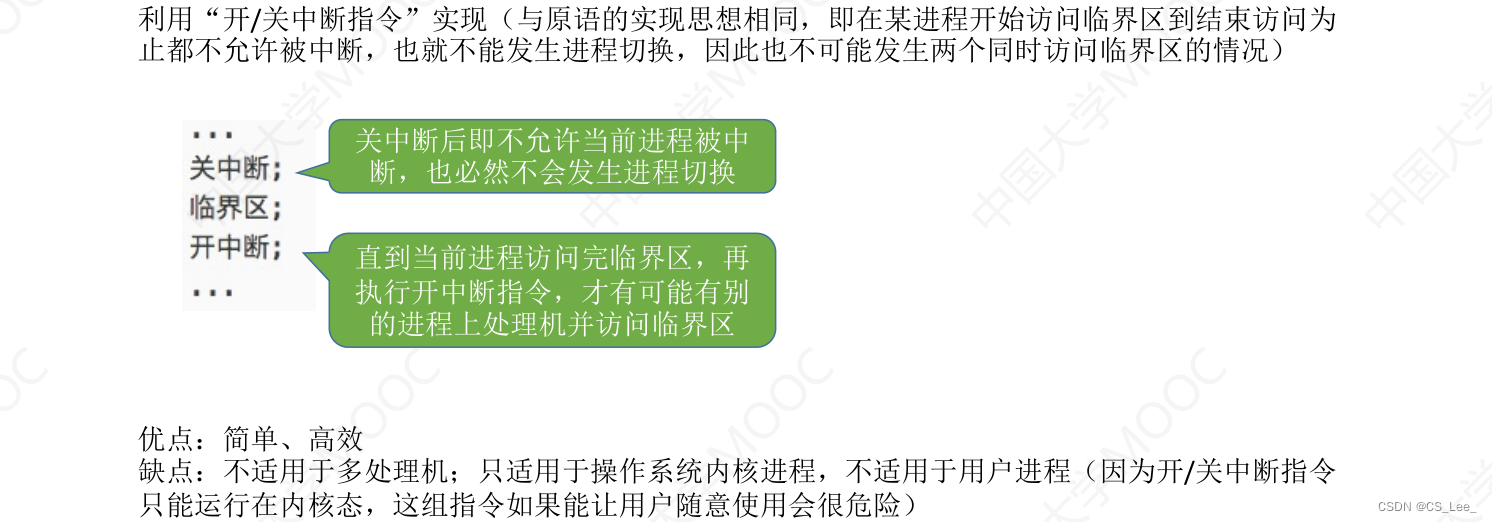 利用“开/关中断指令”实现（与原语的实现思想相同，即在某进程开始访问临界区到结束访问为
止都不允许被中断，也就不能发生进程切换，因此也不可能发生两个同时访问临界区的情况）
...
关中断;
临界区;
开中断;
...
关中断后即不允许当前进程被中
断，也必然不会发生进程切换
直到当前进程访问完临界区，再
执行开中断指令，才有可能有别
的进程上处理机并访问临界区
优点：简单、高效
缺点：不适用于多处理机；只适用于操作系统内核进程，不适用于用户进程（因为开/关中断指令
只能运行在内核态，这组指令如果能让用户随意使用会很危险）
中国大学MOOC
CSDN @CS_Lee_